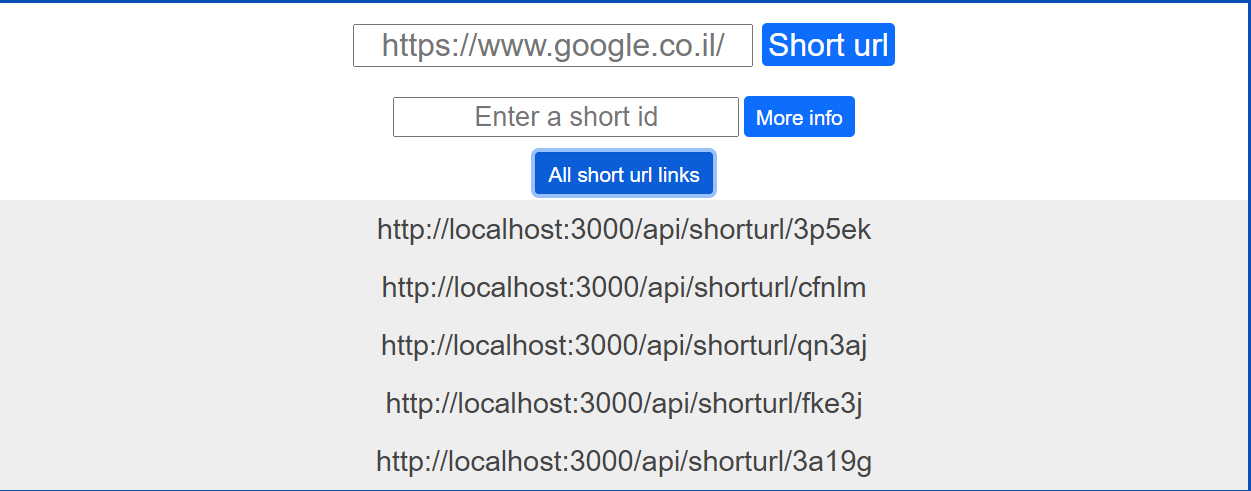 https://www.google.co.il/ Short url
Enter a short id More info
All short url links
http://localhost:3000/api/shorturl/3p5ek
http://localhost:3000/api/shorturl/cfnlm
http://localhost:3000/api/shorturl/qn3aj
http://localhost:3000/api/shorturl/fke3j
http://localhost:3000/api/shorturl/3a19g